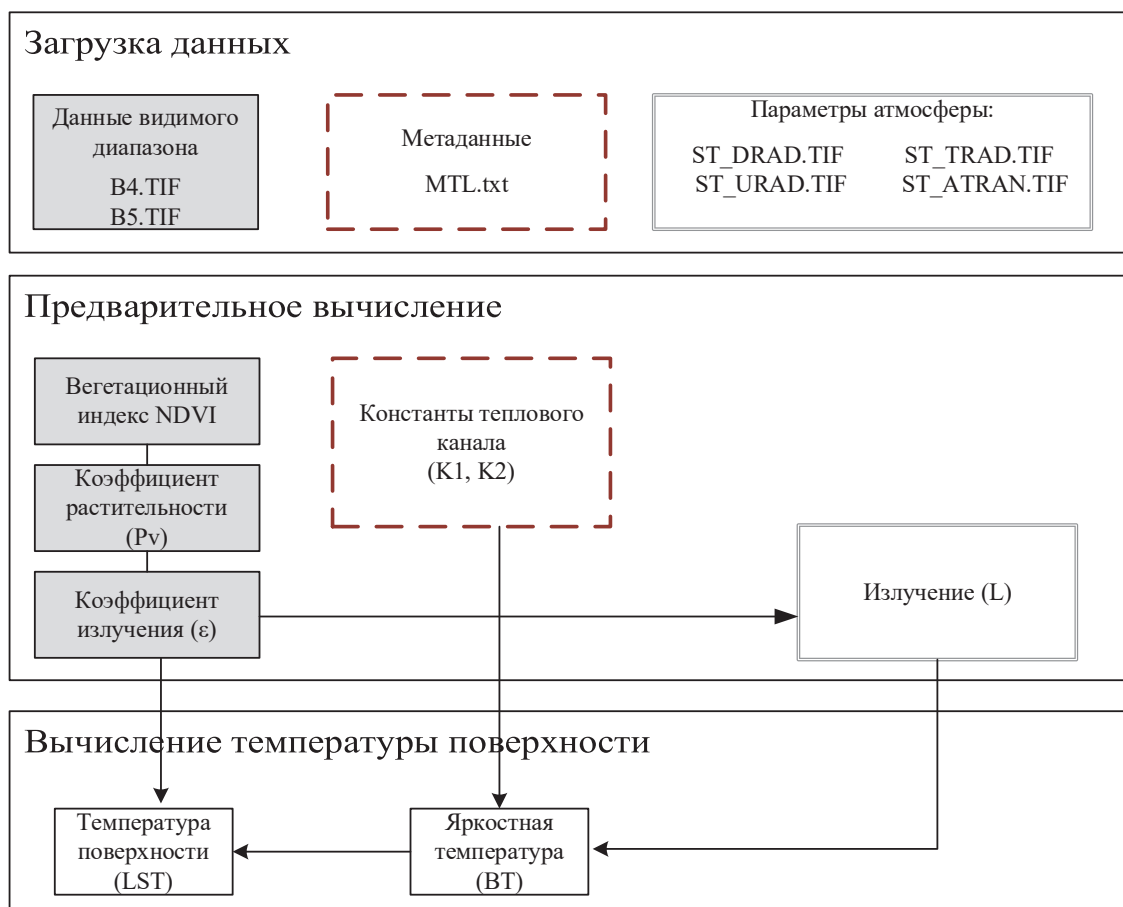 Загрузка данных
Данные видимого
диапазона
B4.TIF
B5.TIF
Метаданные
MTL.txt
Параметры атмосферы:
ST_DRAD.TIF ST_TRAD.TIF
ST_URAD.TIF ST_ATRAN.TIF
Предварительное вычисление
Вегетационный
индекс NDVI
Коэффициент
растительности
(Pv)
Коэффициент
излучения (ε)
Константы теплового
канала
(K1, K2)
Излучение (L)
Вычисление температуры поверхности
Температура
поверхности
(LST)
Яркостная
температура
(BT)